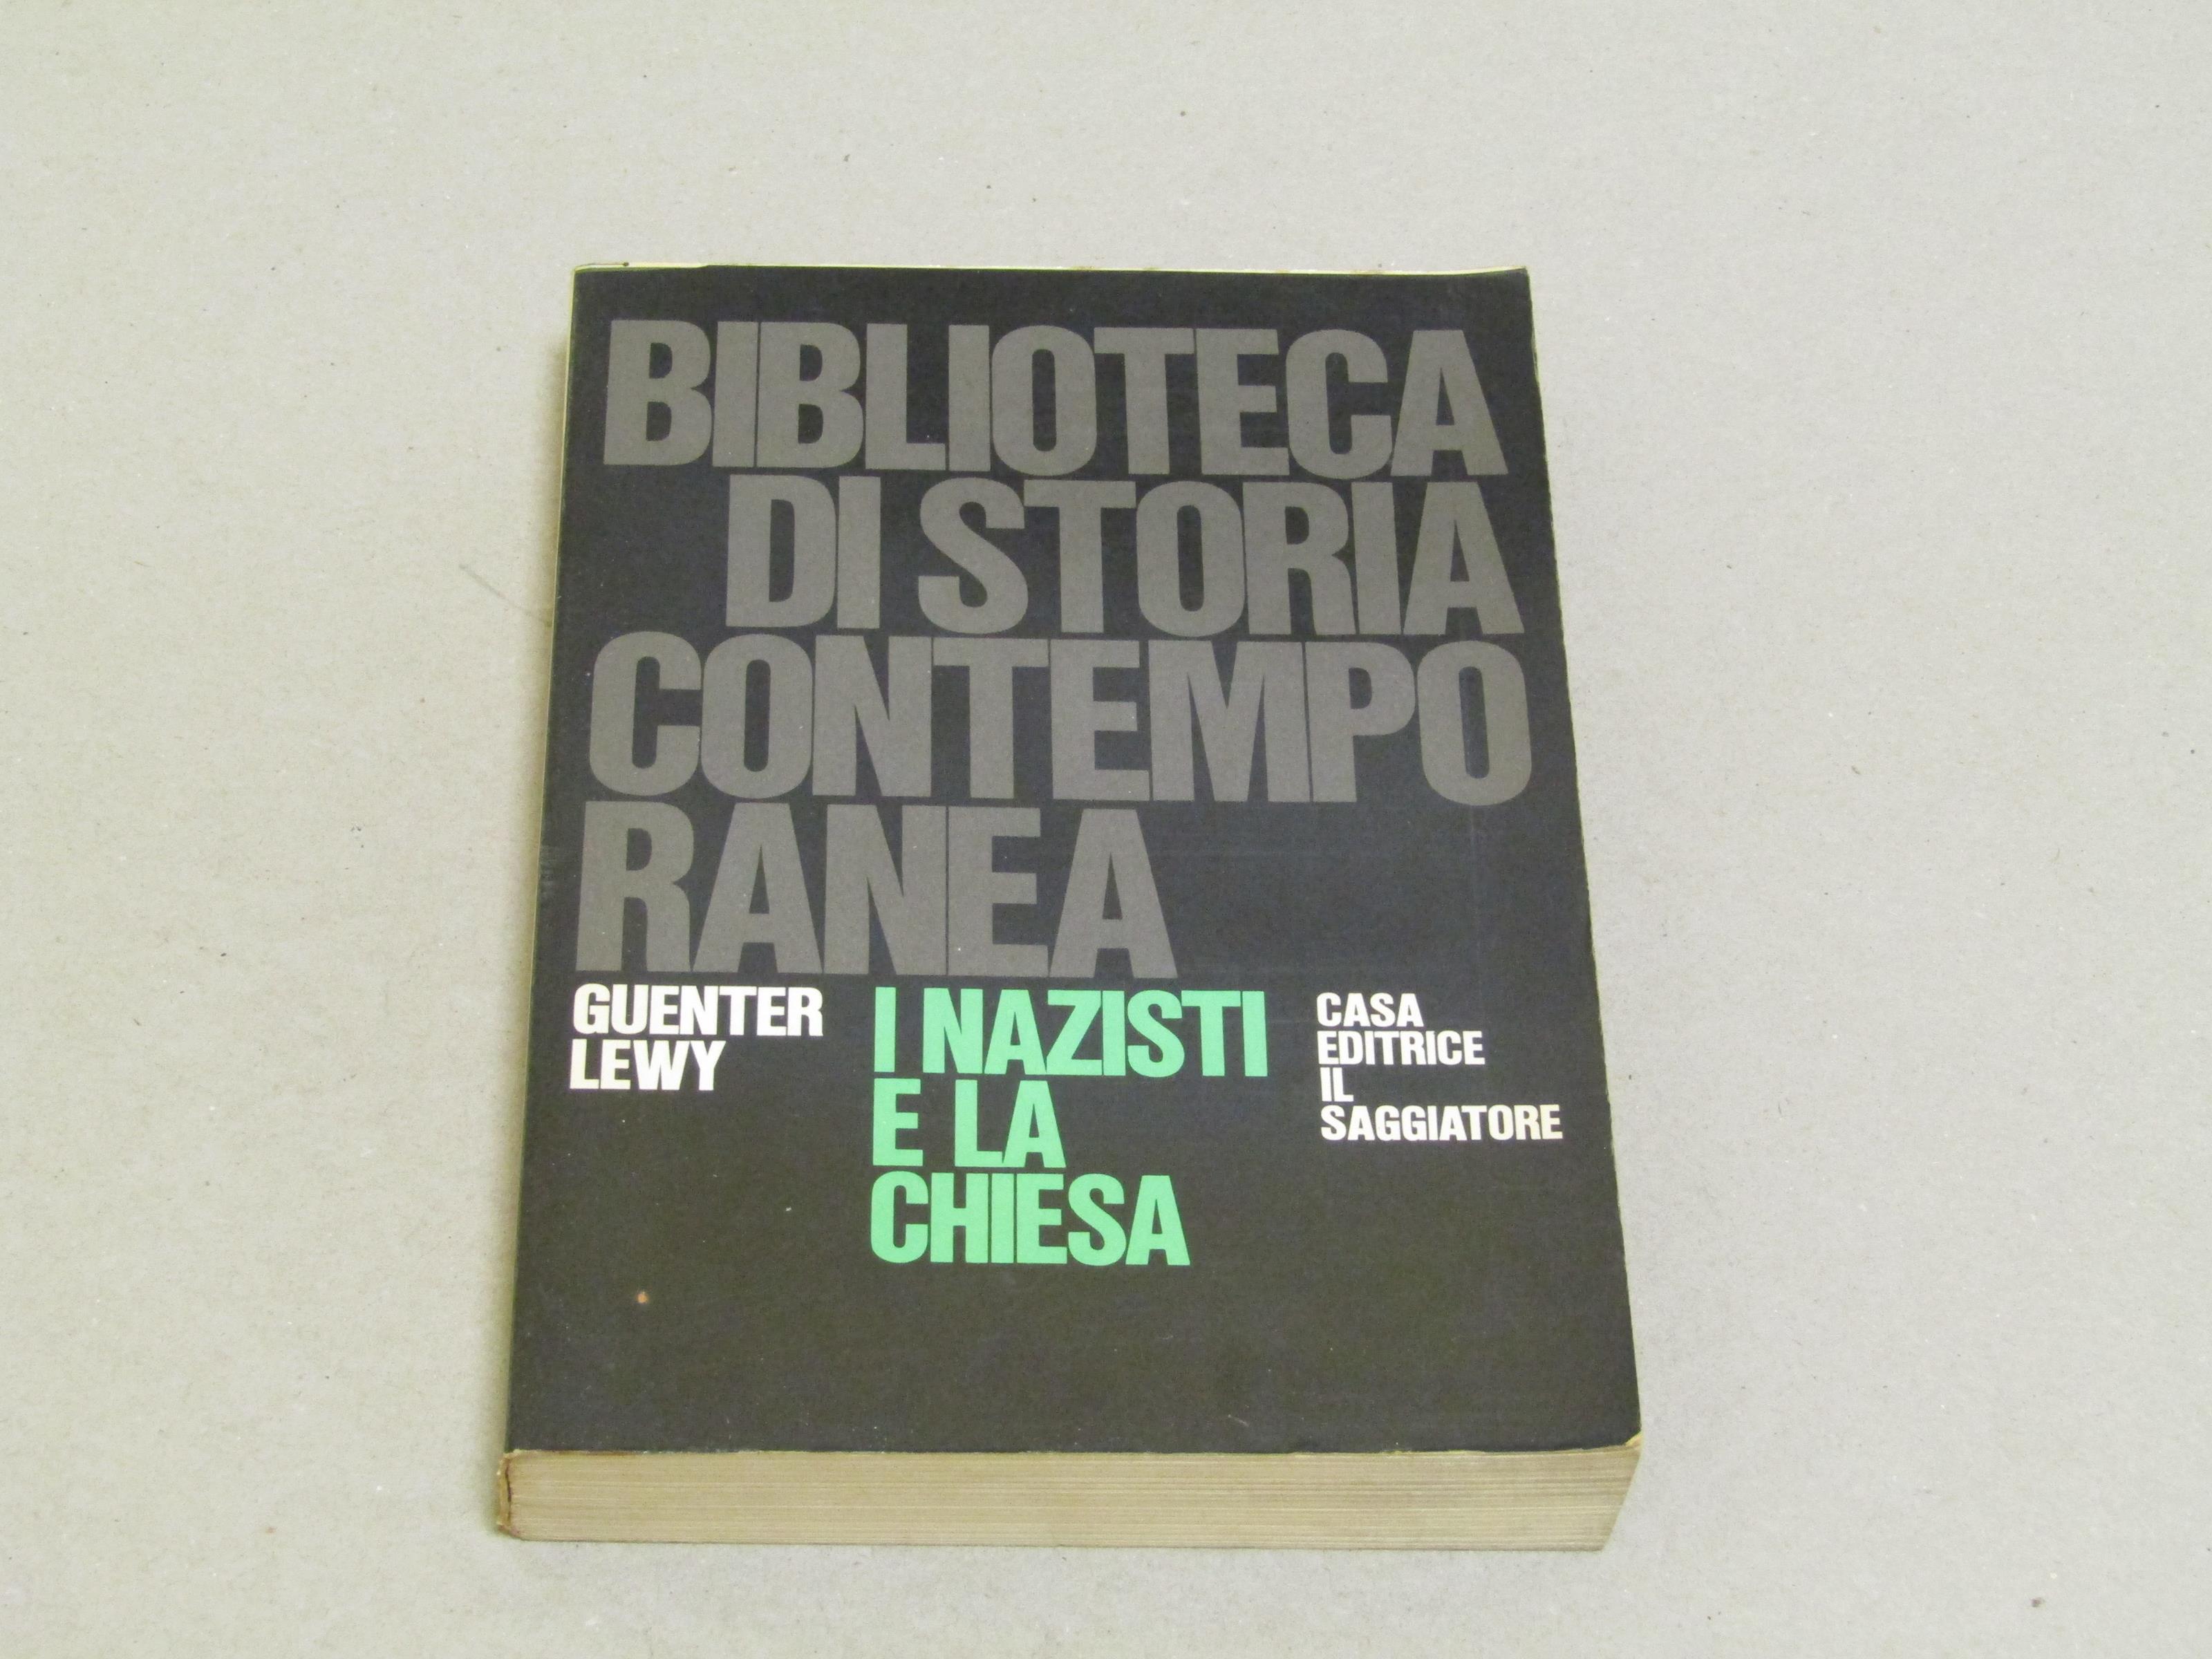 BIBLIOTECA
DI STORIA
CONTEMPO
RANEA
GUENTER
LEWY
I NAZISTI
E LA
CHIESA
CASA
EDITRICE
IL
SAGGIATORE